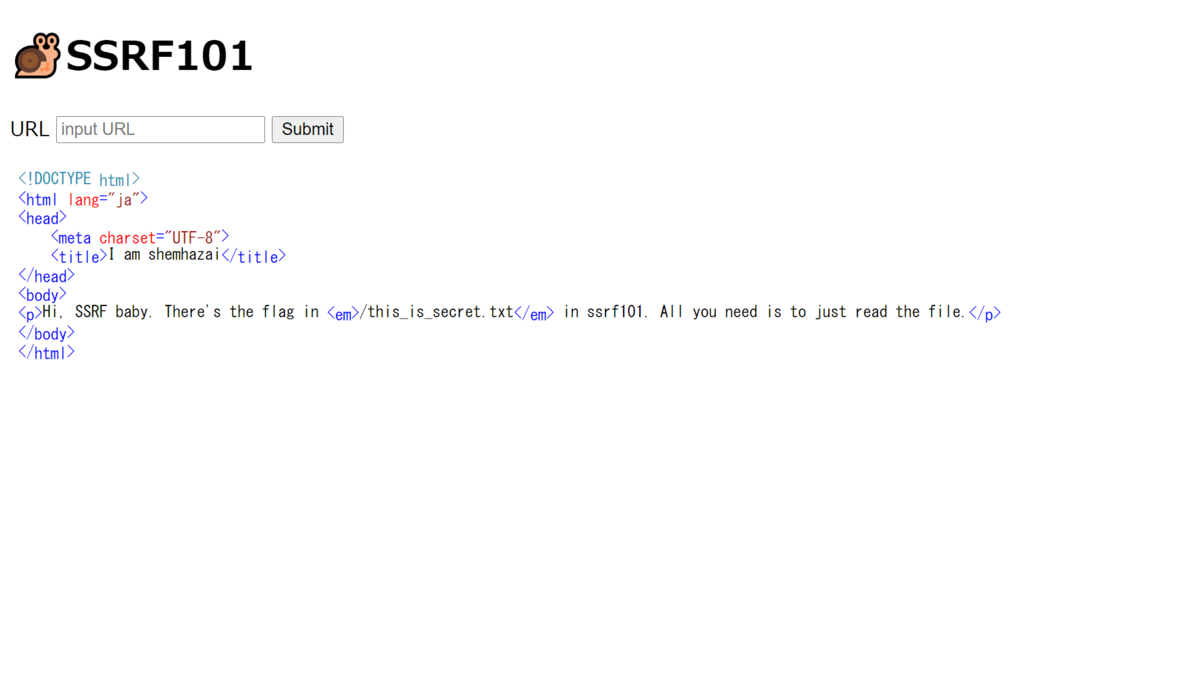 SSRF101
URL input URL Submit
<!DOCTYPE html>
<html lang="ja">
<head>
    <meta charset="UTF-8">
    <title>I am shemhazai</title>
</head>
<body>
<p>Hi, SSRF baby. There's the flag in <em>/this_is_secret.txt</em> in ssrf101. All you need is to just read the file.</p>
</body>
</html>